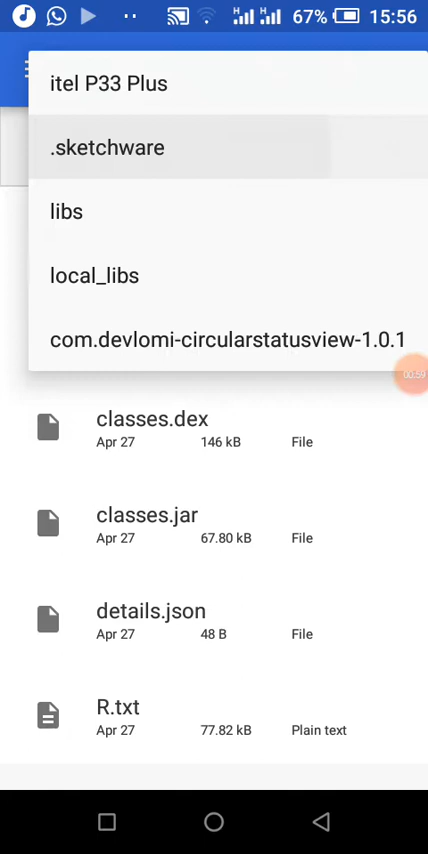 H H 67% 15:56
itel P33 Plus
.sketchware
libs
local_libs
com.devlomi-circularstatusview-1.0.1
00:59
classes.dex
Apr 27 146 kB File
classes.jar
Apr 27 67.80 kB File
details.json
Apr 27 48 B File
R.txt
Apr 27 77.82 kB Plain text